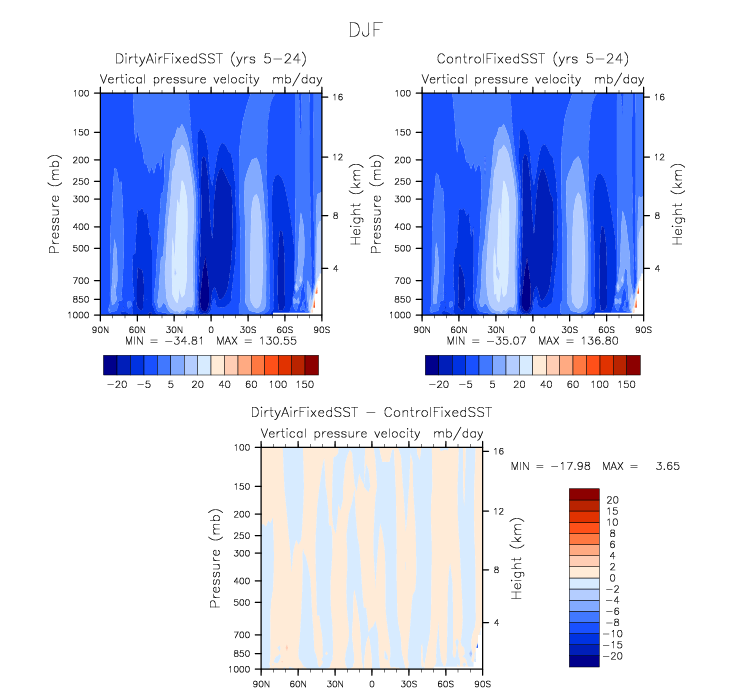 DJF
DirtyAirFixedSST (yrs 5-24)
Vertical pressure velocity mb/day
100
150
200
250
300
400
500
700
850
1000
Pressure (mb)
16
12
8
4
Height (km)
90N 60N 30N 0 30S 60S 90S
MIN = -34.81 MAX = 130.55
-20 -5 5 20 40 60 100 150
ControlFixedSST (yrs 5-24)
Vertical pressure velocity mb/day
100
150
200
250
300
400
500
700
850
1000
Pressure (mb)
16
12
8
4
Height (km)
90N 60N 30N 0 30S 60S 90S
MIN = -35.07 MAX = 136.80
-20 -5 5 20 40 60 100 150
DirtyAirFixedSST - ControlFixedSST
Vertical pressure velocity mb/day
100
150
200
250
300
400
500
700
850
1000
Pressure (mb)
16
12
8
4
Height (km)
90N 60N 30N 0 30S 60S 90S
MIN = -17.98 MAX = 3.65
20
15
10
8
6
4
2
0
-2
-4
-6
-8
-10
-15
-20